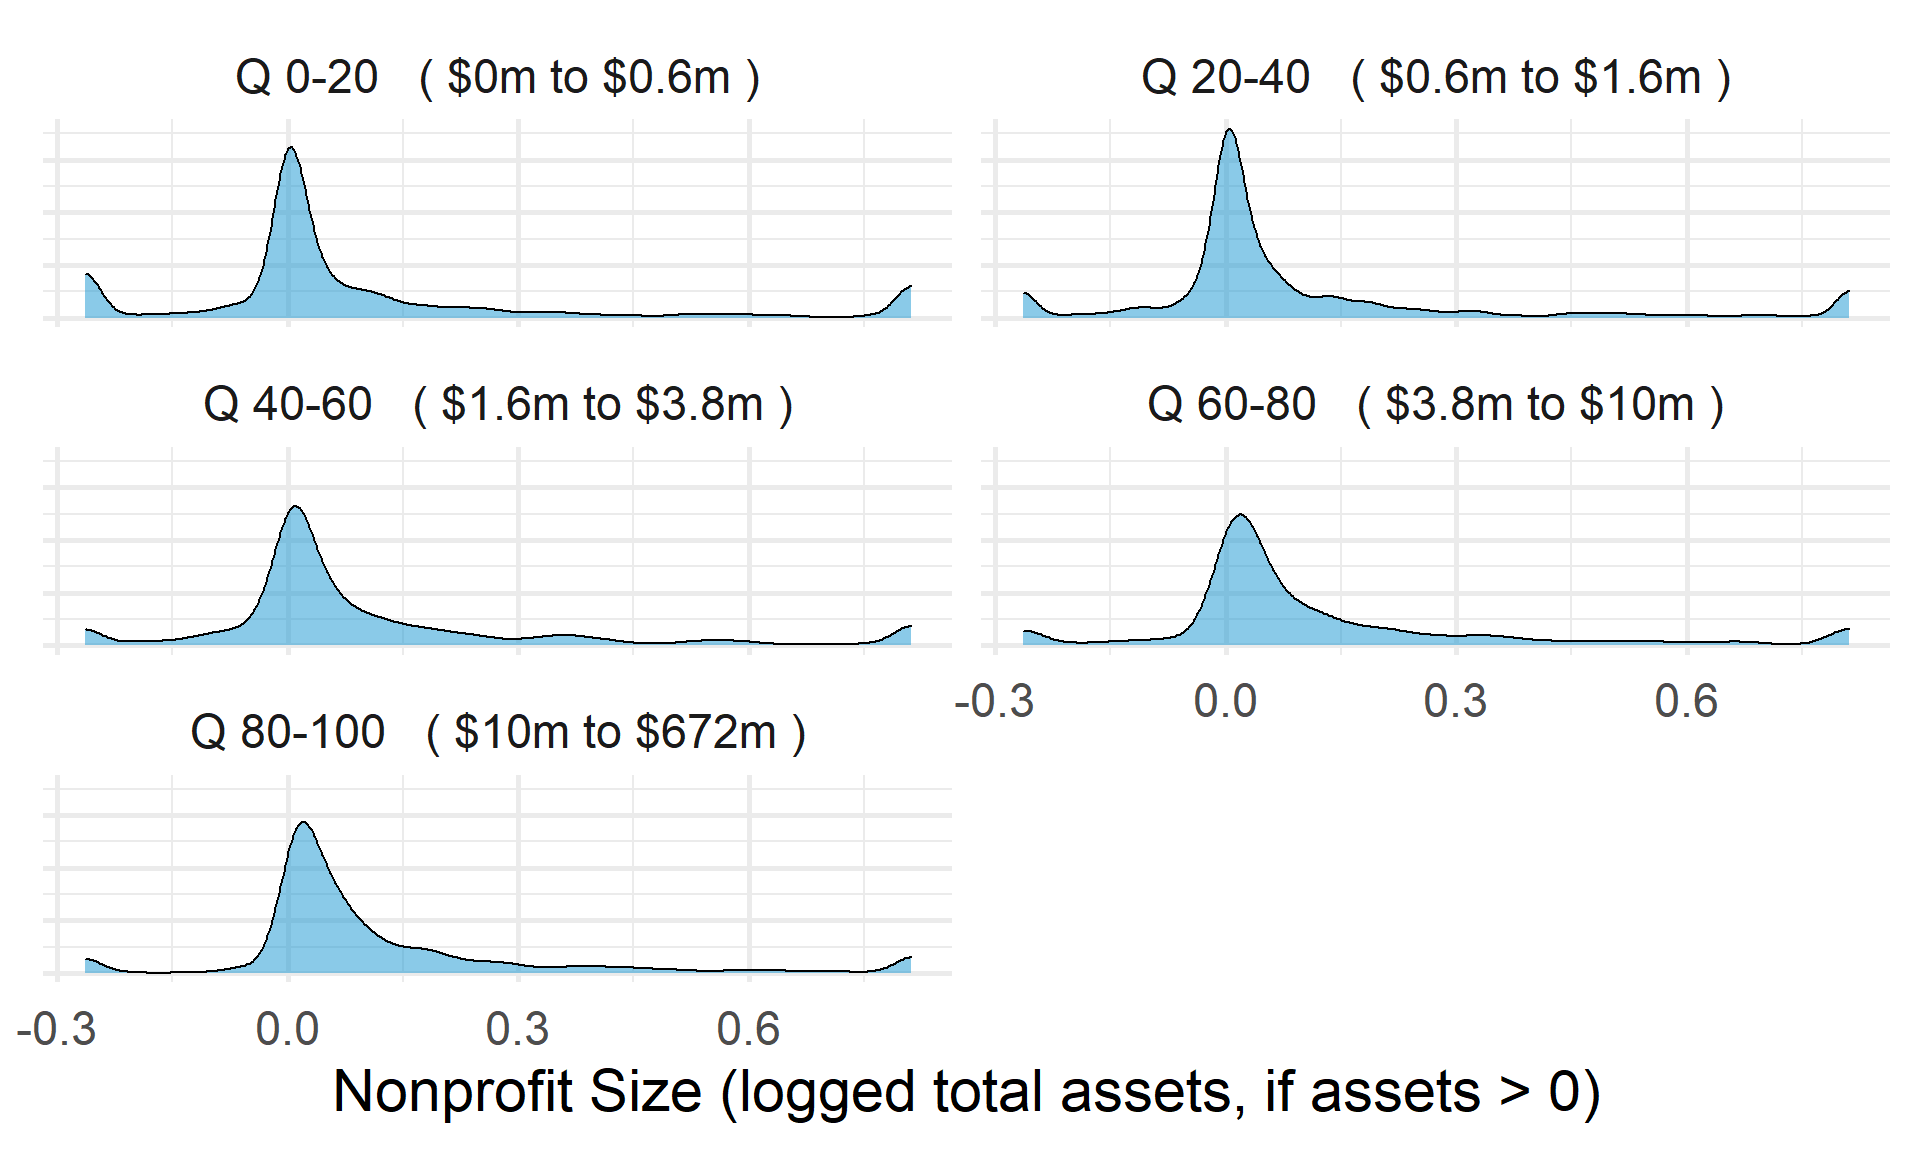 Q 0-20 ( $0m to $0.6m )
Q 20-40 ( $0.6m to $1.6m )
Q 40-60 ( $1.6m to $3.8m )
Q 60-80 ( $3.8m to $10m )
-0.3 0.0 0.3 0.6
Q 80-100 ( $10m to $672m )
-0.3 0.0 0.3 0.6
Nonprofit Size (logged total assets, if assets > 0)